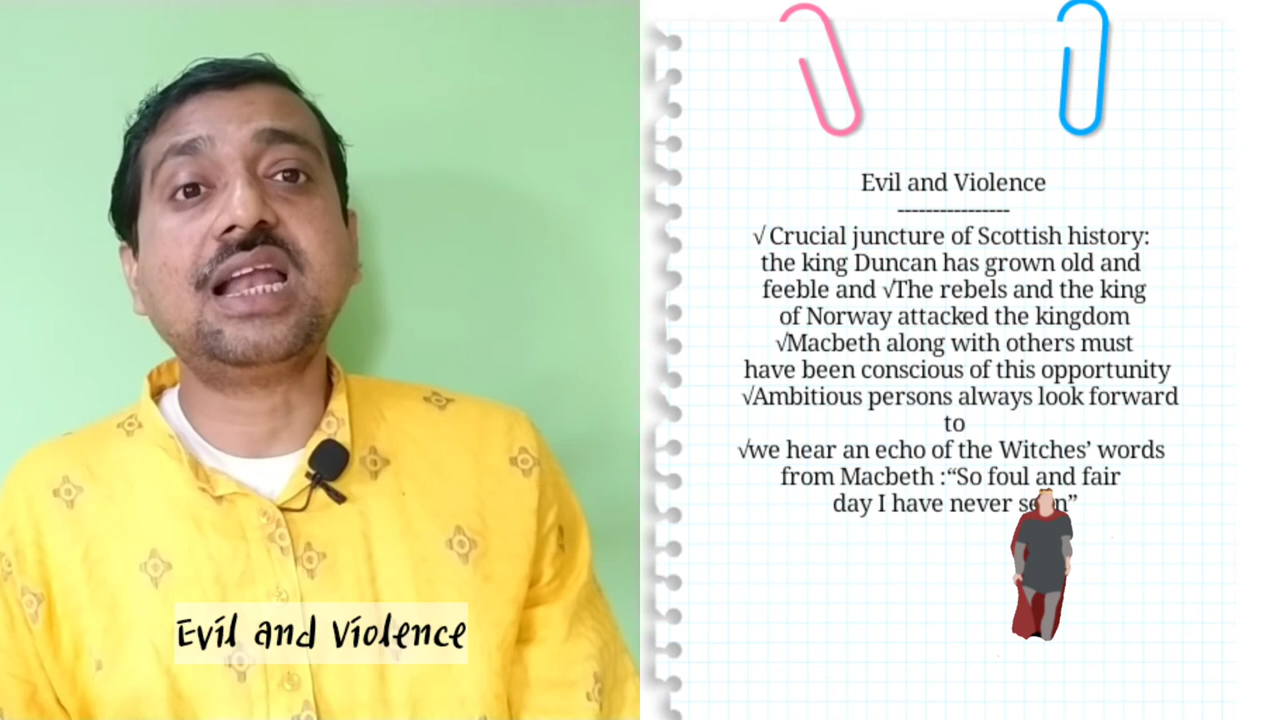 Evil and Violence
Evil and Violence
----------------
√ Crucial juncture of Scottish history:
the king Duncan has grown old and
feeble and √The rebels and the king
of Norway attacked the kingdom
√Macbeth along with others must
have been conscious of this opportunity
√Ambitious persons always look forward
to
√we hear an echo of the Witches’ words
from Macbeth :“So foul and fair
day I have never